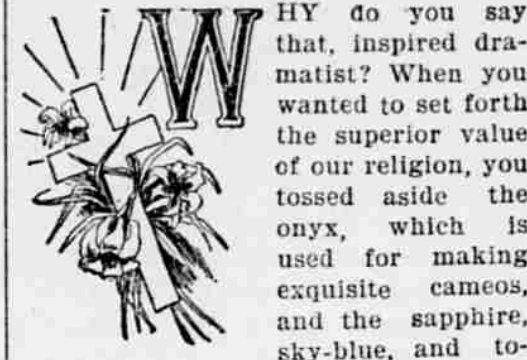 WHY do you say
that, inspired dra-
matist? When you
wanted to set forth
the superior value
of our religion, you
tossed aside the
onyx, which is
used for making
exquisite cameos,
and the sapphire,
sky-blue, and to-